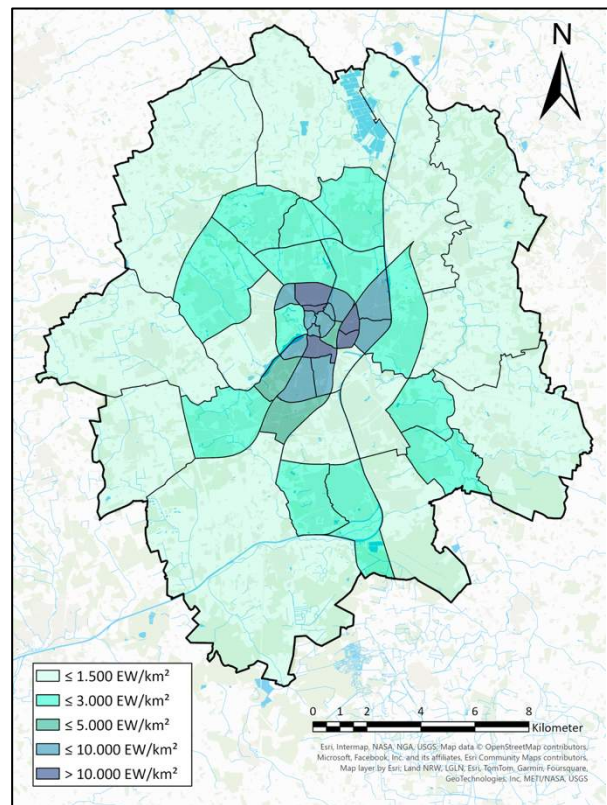 N
≤ 1.500 EW/km²
≤ 3.000 EW/km²
≤ 5.000 EW/km²
≤ 10.000 EW/km²
> 10.000 EW/km²
0 1 2 4 6 8
Kilometer
Esri, Intermap, NASA, NGA, USGS, Map data © OpenStreetMap contributors,
Microsoft, Facebook, Inc. and its affiliates, Esri Community Maps contributors,
Map layer by Esri, Land NRW, LGLN, Esri, TomTom, Garmin, Foursquare,
GeoTechnologies, Inc, METI/NASA, USGS